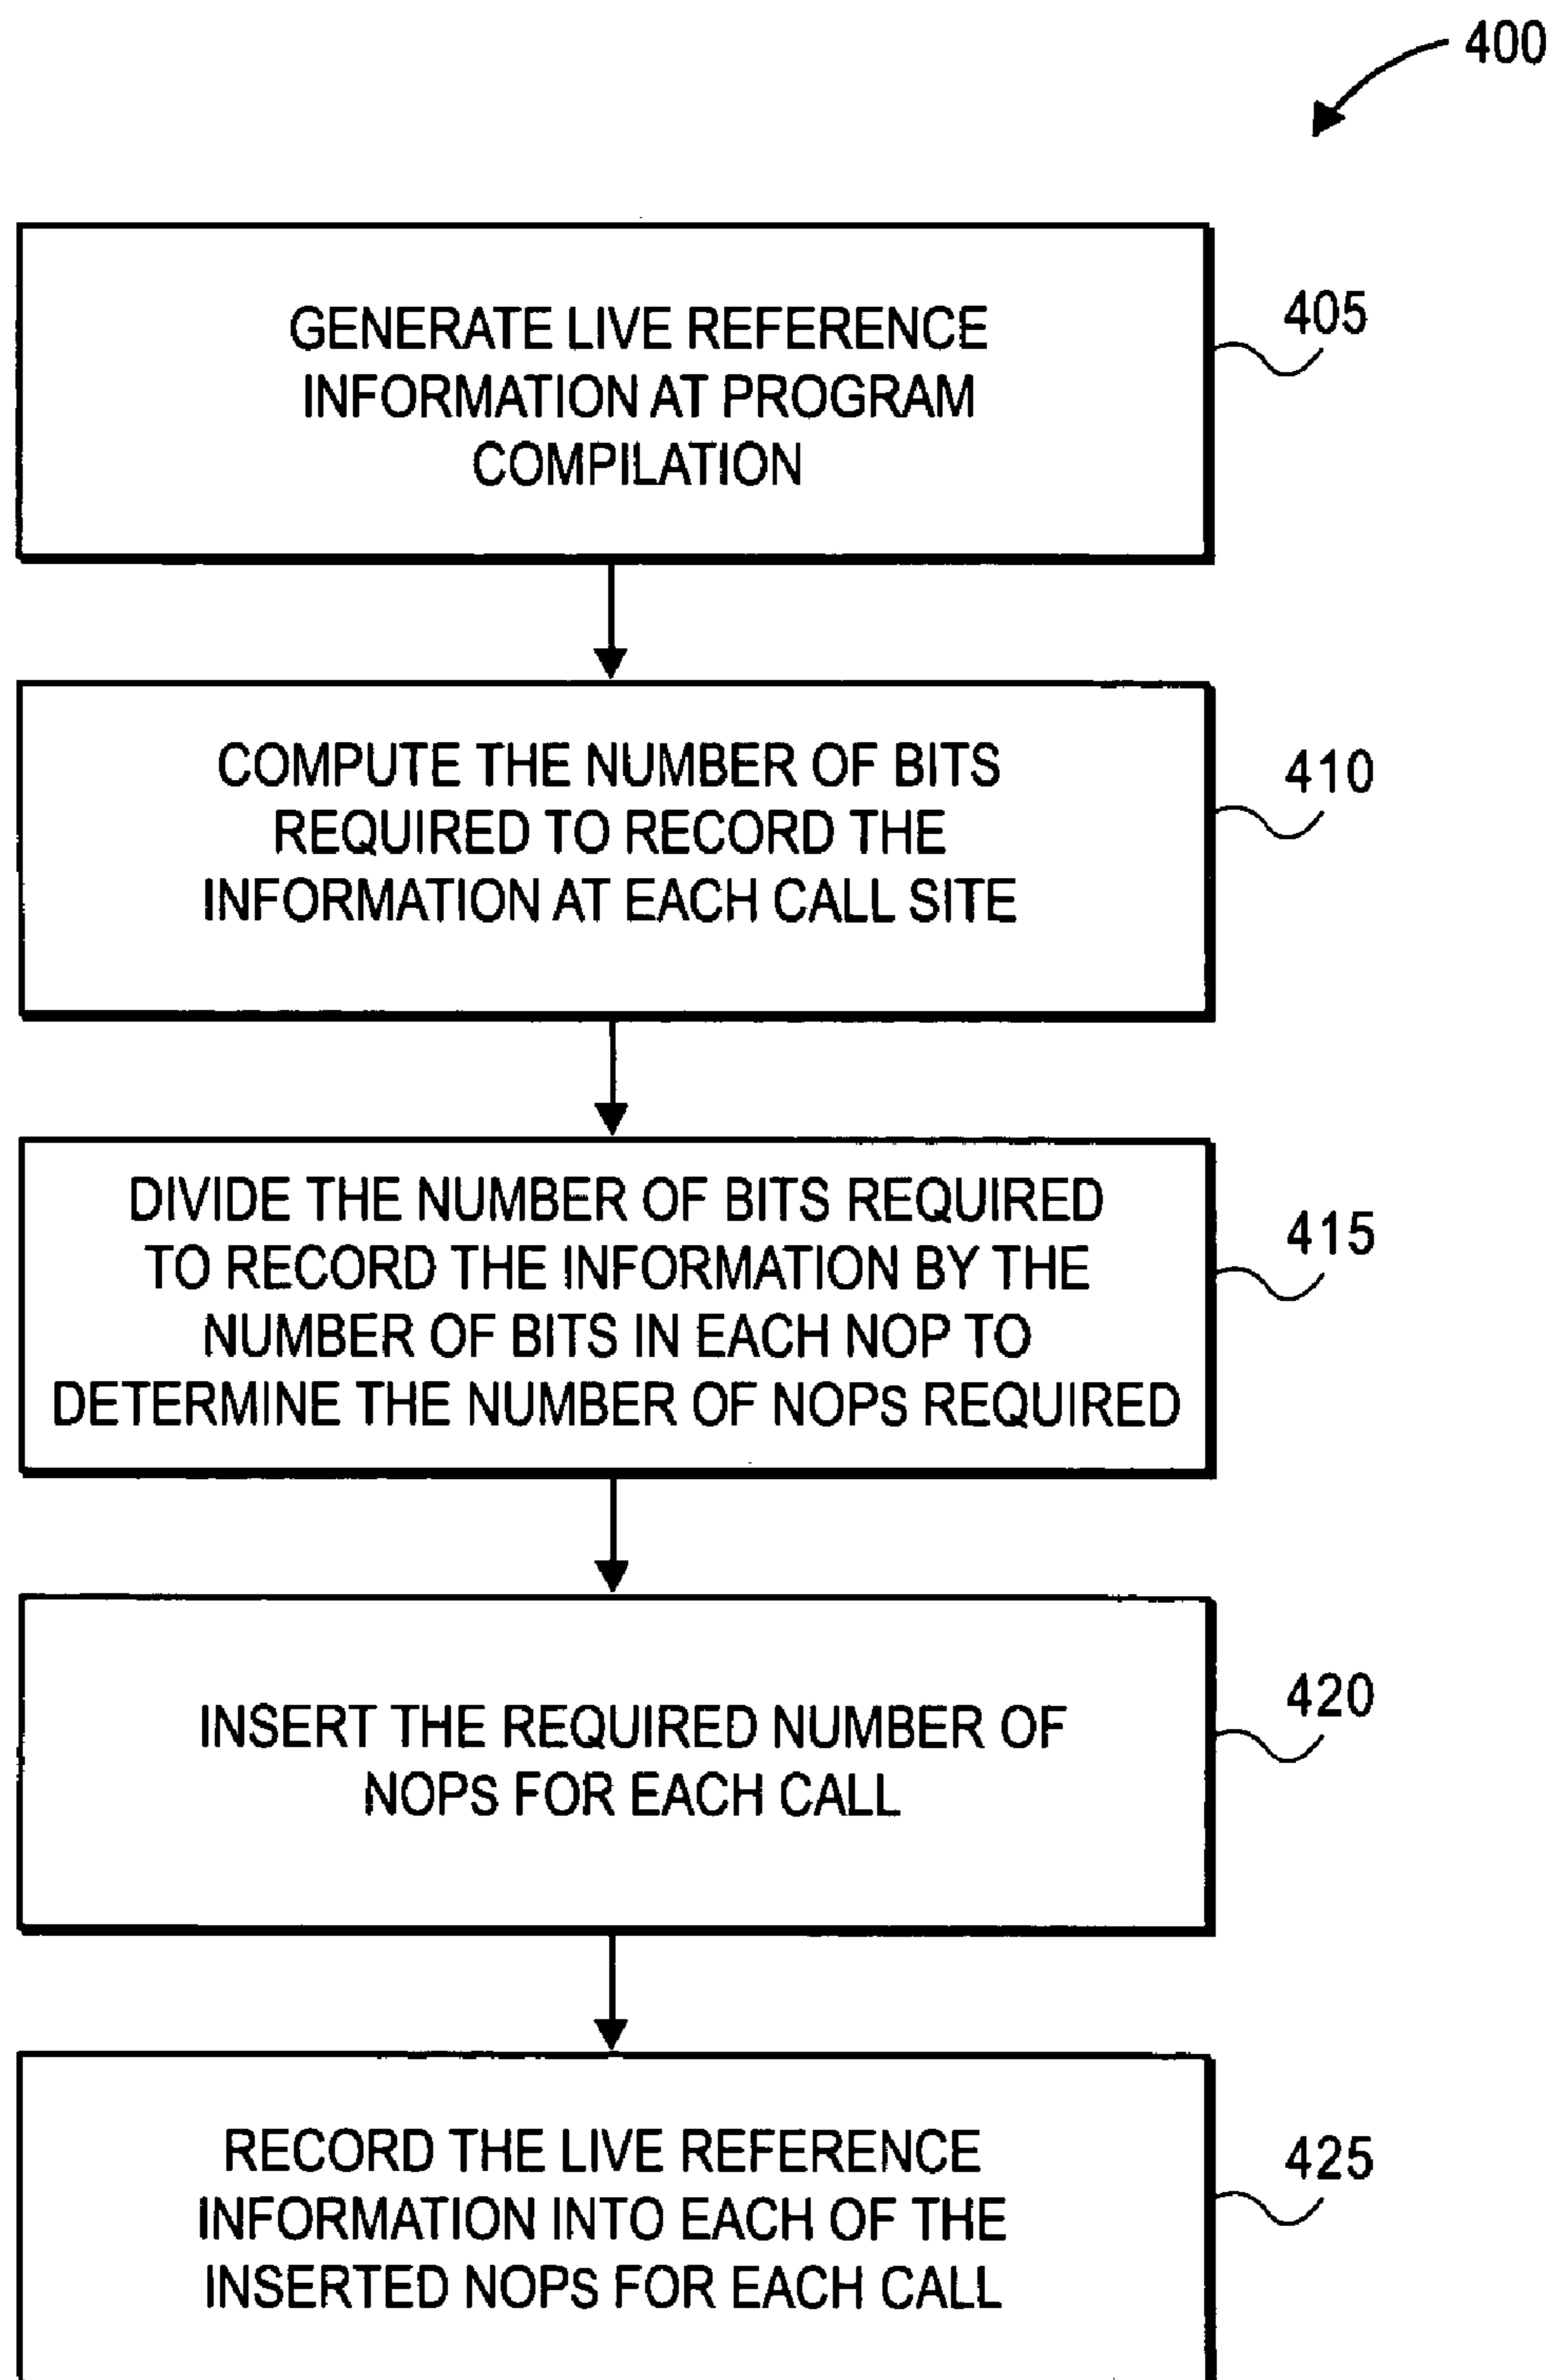 400
GENERATE LIVE REFERENCE
INFORMATION AT PROGRAM
COMPILATION
405
COMPUTE THE NUMBER OF BITS
REQUIRED TO RECORD THE
INFORMATION AT EACH CALL SITE
410
DIVIDE THE NUMBER OF BITS REQUIRED
TO RECORD THE INFORMATION BY THE
NUMBER OF BITS IN EACH NOP TO
DETERMINE THE NUMBER OF NOPS REQUIRED
415
INSERT THE REQUIRED NUMBER OF
NOPS FOR EACH CALL
420
RECORD THE LIVE REFERENCE
INFORMATION INTO EACH OF THE
INSERTED NOPS FOR EACH CALL
425